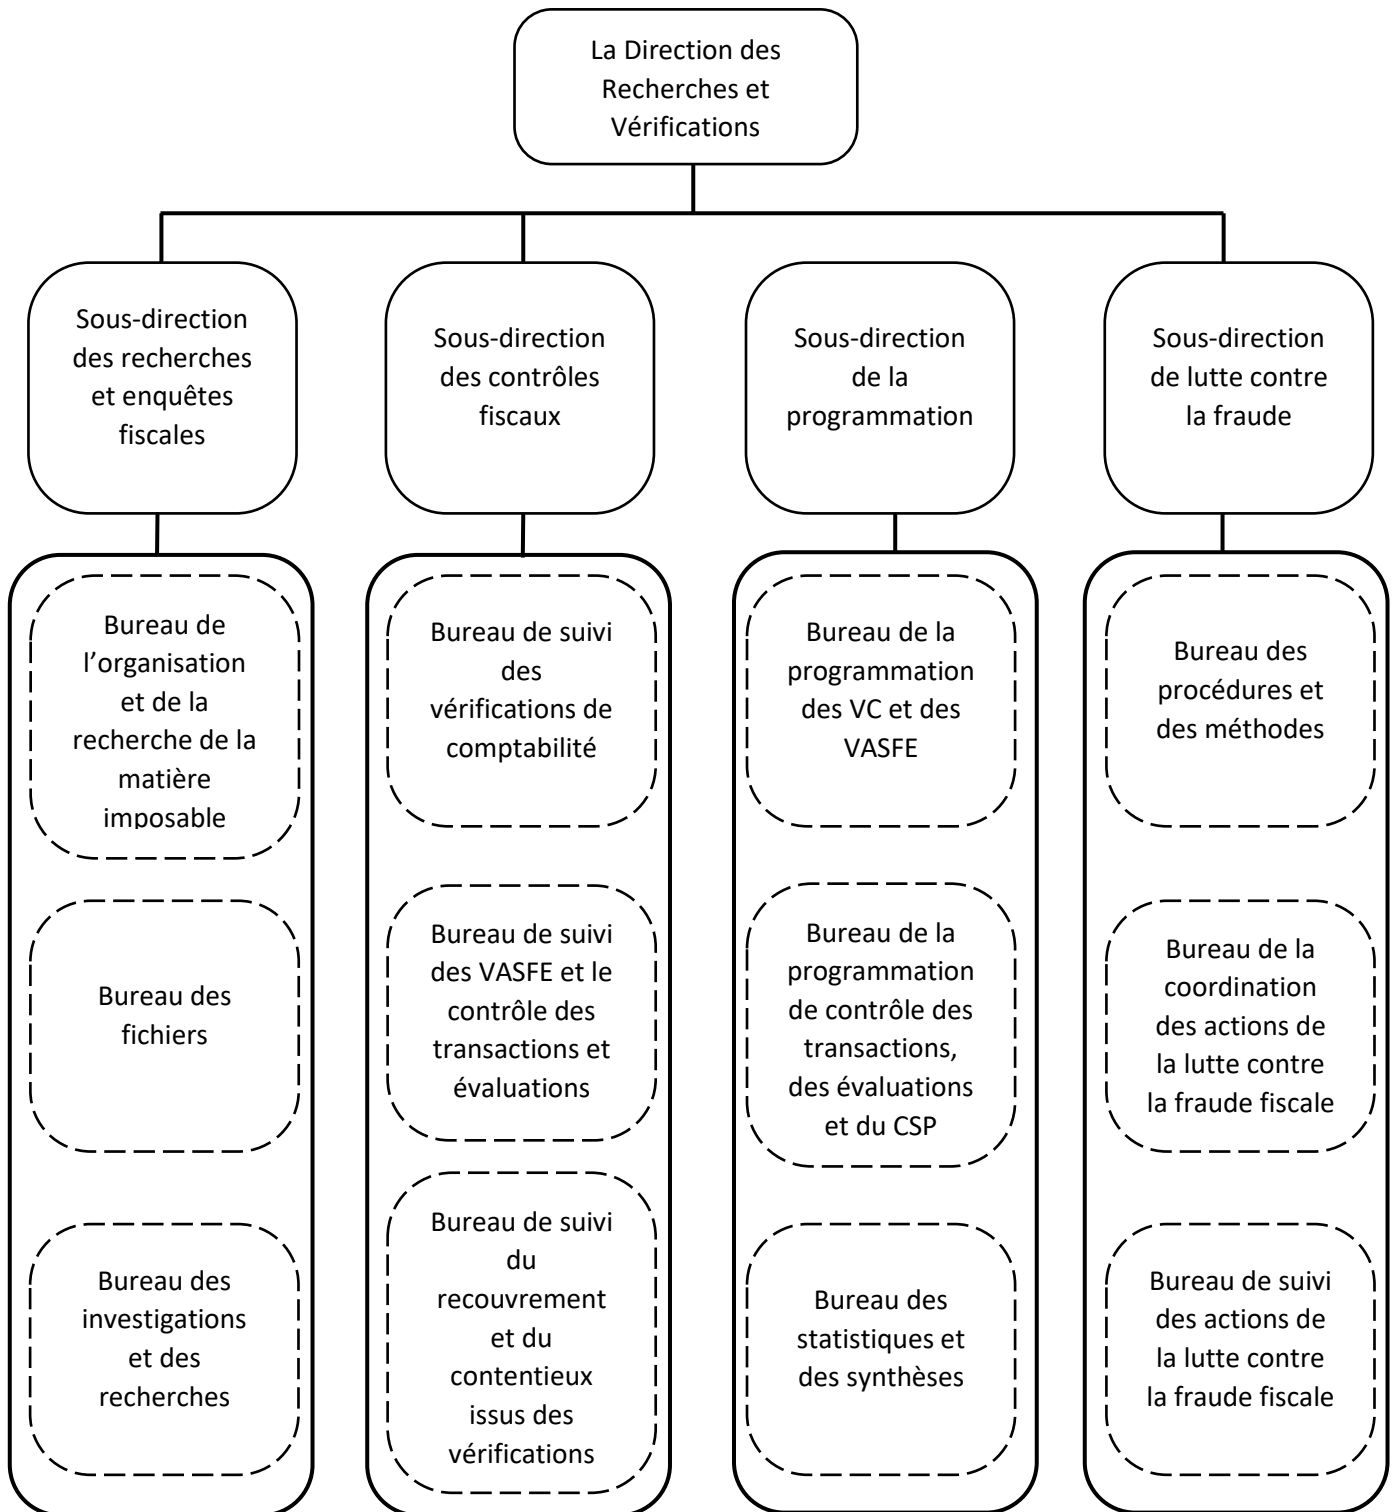 La Direction des
Recherches et
Vérifications
Sous-direction
des recherches
et enquêtes
fiscales
Sous-direction
des contrôles
fiscaux
Sous-direction
de la
programmation
Sous-direction
de lutte contre
la fraude
Bureau de
l’organisation
et de la
recherche de la
matière
imposable
Bureau des
fichiers
Bureau des
investigations
et des
recherches
Bureau de suivi
des
vérifications de
comptabilité
Bureau de suivi
des VASFE et le
contrôle des
transactions et
évaluations
Bureau de suivi
du
recouvrement
et du
contentieux
issus des
vérifications
Bureau de la
programmation
des VC et des
VASFE
Bureau de la
programmation
de contrôle des
transactions,
des évaluations
et du CSP
Bureau des
statistiques et
des synthèses
Bureau des
procédures et
des méthodes
Bureau de la
coordination
des actions de
la lutte contre
la fraude fiscale
Bureau de suivi
des actions de
la lutte contre
la fraude fiscale